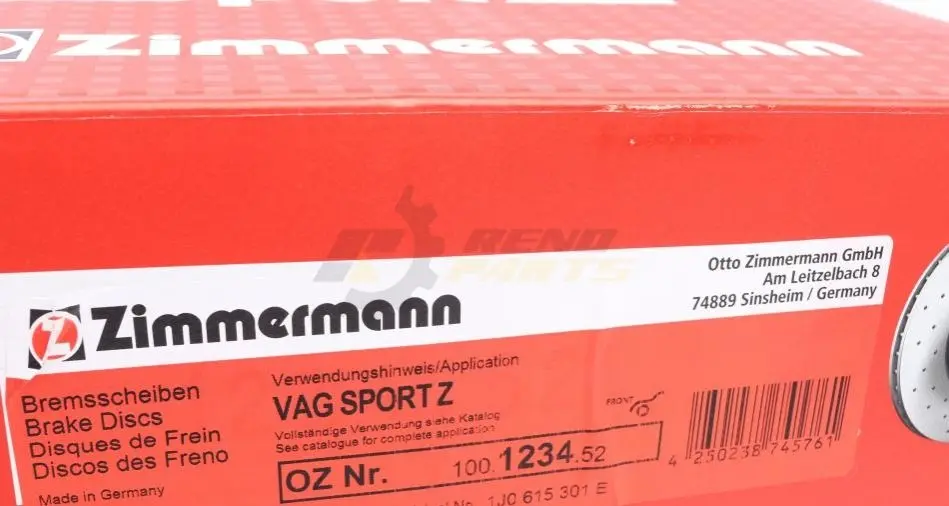 Zimmermann
RENO
PARTS
Otto Zimmermann GmbH
Am Leitzelbach 8
74889 Sinsheim / Germany
Z Zimmermann
Bremsscheiben
Brake Discs
Disques de Frein
Discos des Freno
Made in Germany
Verwendungshinweis/Application
VAG SPORT Z
Vollständige Verwendung siehe Katalog
See catalogue for complete application
FRONT
OZ Nr. 100.1234.52
1J0 615 301 E
4 250238 745761